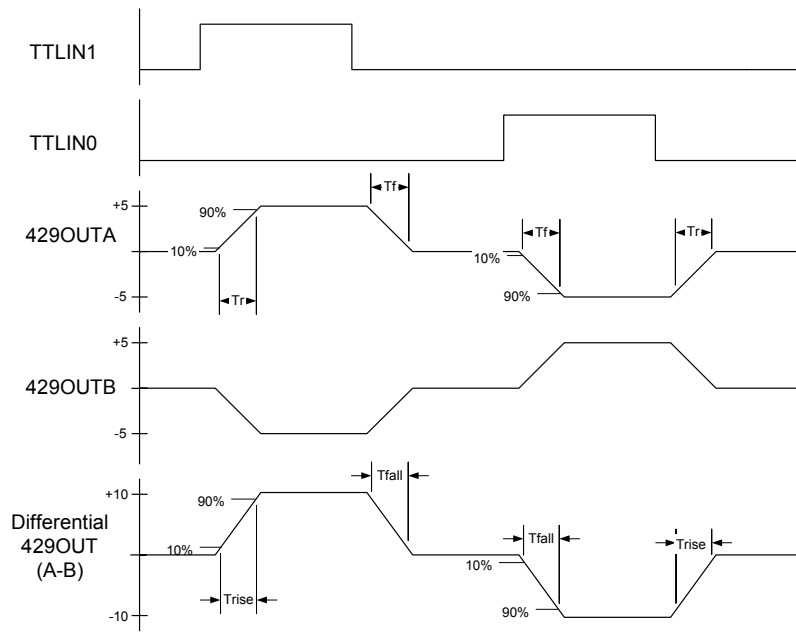 TTLIN1
TTLIN0
+5
Tf
90%
429OUTA
10%
Tf
10%
Tr
-5
Tr
90%
+5
429OUTB
-5
Tfall
+10
90%
Differential
429OUT
(A-B)
10%
Tfall
10%
Trise
Trise
90%
-10